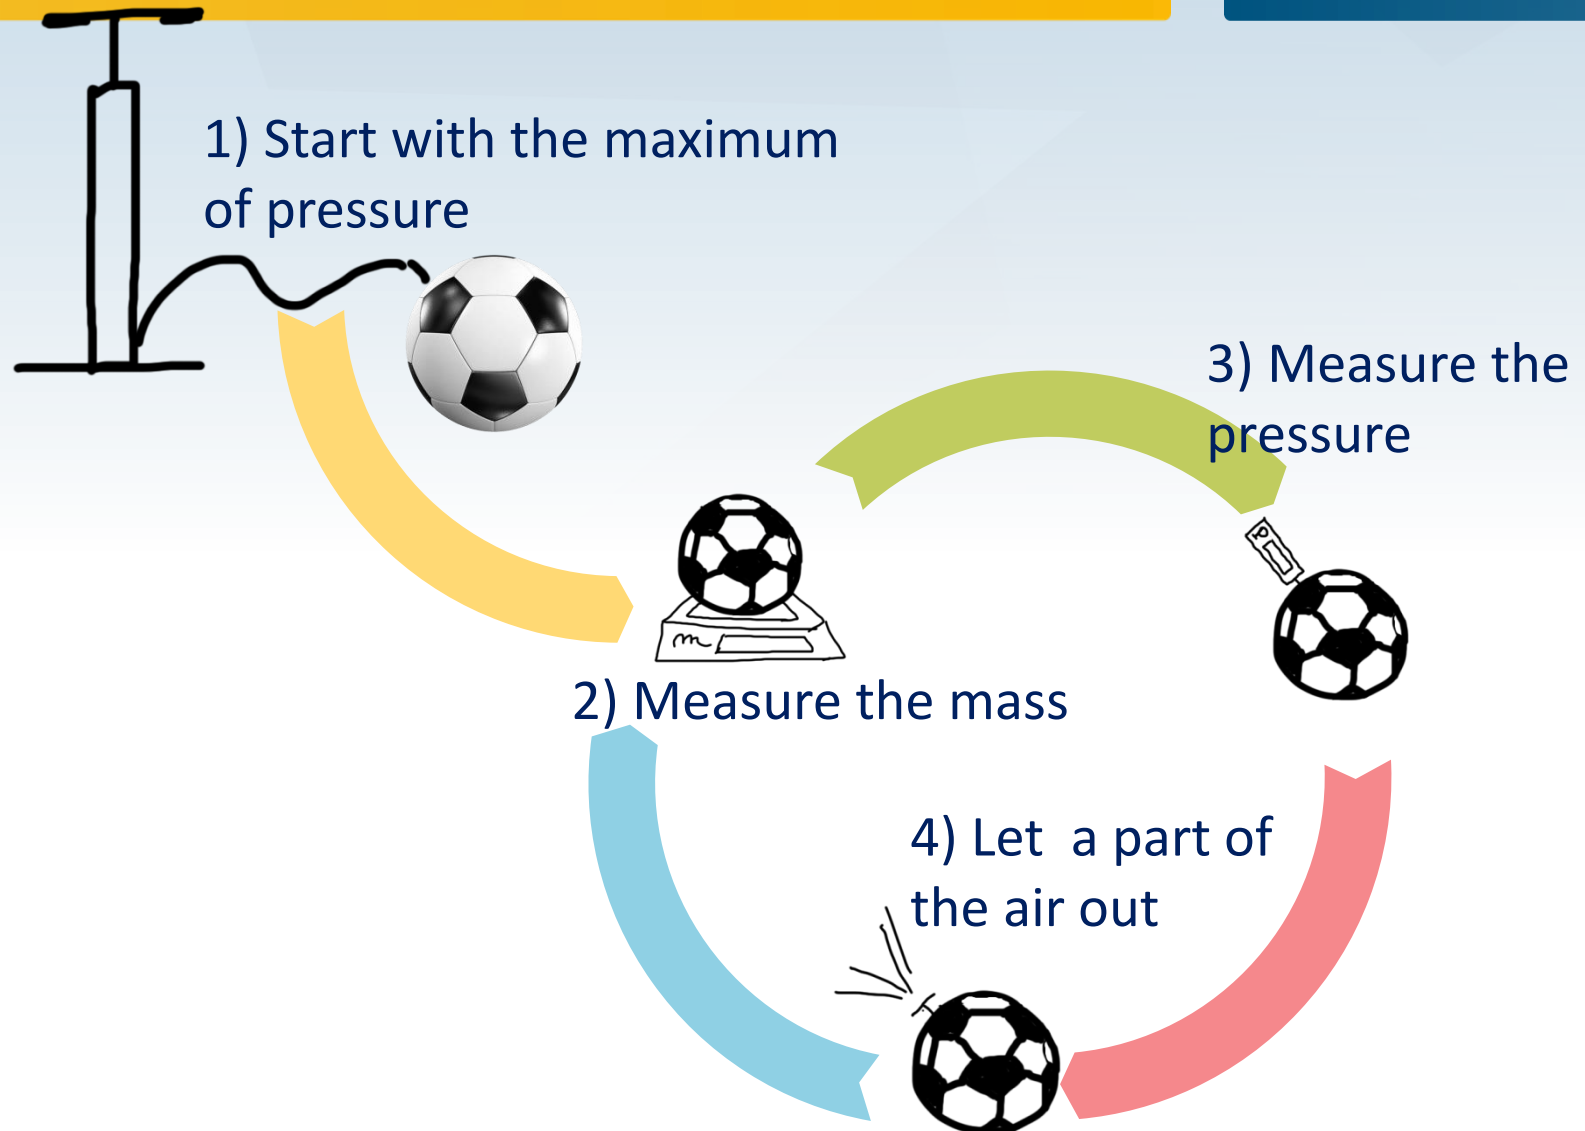 1) Start with the maximum
of pressure
3) Measure the
pressure
P
m
2) Measure the mass
4) Let  a part of
the air out